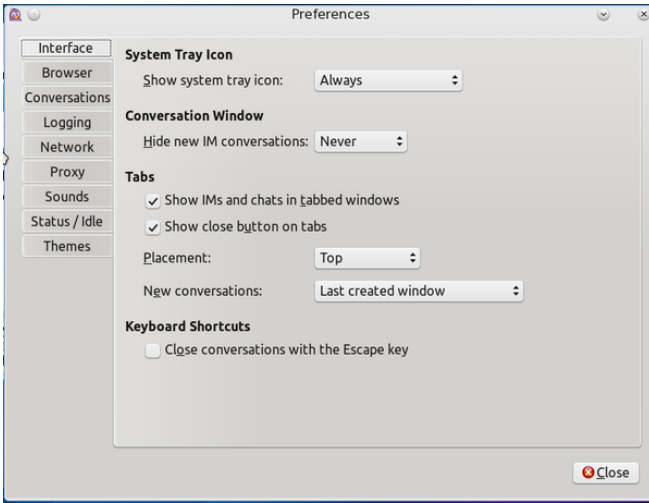 Preferences
Interface
Browser
Conversations
Logging
Network
Proxy
Sounds
Status / Idle
Themes
System Tray Icon
Show system tray icon: Always
Conversation Window
Hide new IM conversations: Never
Tabs
Show IMs and chats in tabbed windows
Show close button on tabs
Placement: Top
New conversations: Last created window
Keyboard Shortcuts
Close conversations with the Escape key
Close